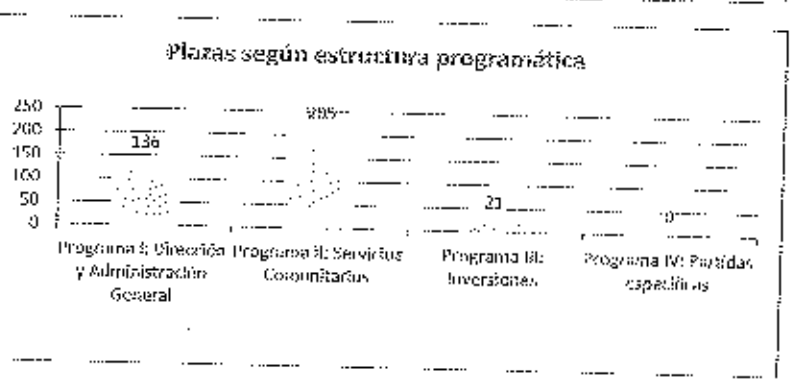 Plazas según estructura programática
250
200
150
100
50
0
136
21
0
Programa I: Dirección y Administración General
Programa II: Servicios Comunitarios
Programa III: Inversiones
Programa IV: Partidas específicas